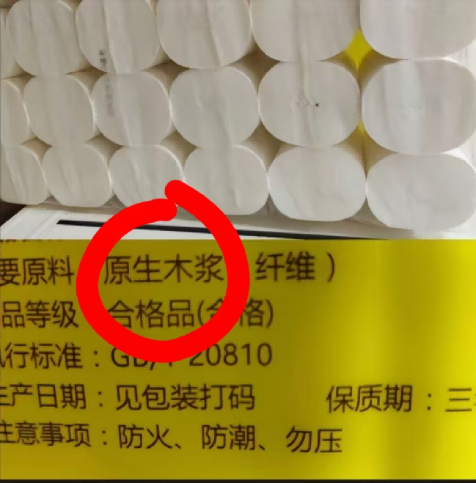 要原料 原生木浆 纤维）
品等级 合格品(合格)
执行标准：GB/T 20810
生产日期：见包装打码 保质期：三
注意事项：防火、防潮、勿压